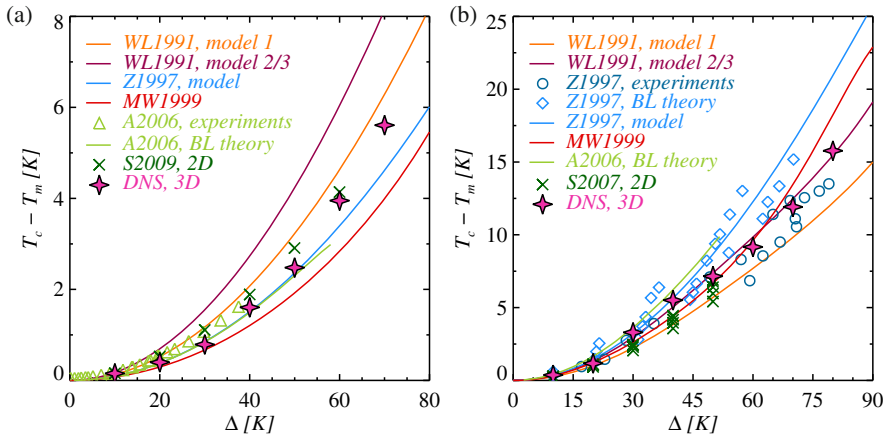 (a)
T_c − T_m [K]
8
6
4
2
0
WL1991, model 1
WL1991, model 2/3
Z1997, model
MW1999
A2006, experiments
A2006, BL theory
S2009, 2D
DNS, 3D
0 20 40 60 80
Δ [K]
(b)
T_c − T_m [K]
25
20
15
10
5
0
WL1991, model 1
WL1991, model 2/3
Z1997, experiments
Z1997, BL theory
Z1997, model
MW1999
A2006, BL theory
S2007, 2D
DNS, 3D
0 15 30 45 60 75 90
Δ [K]